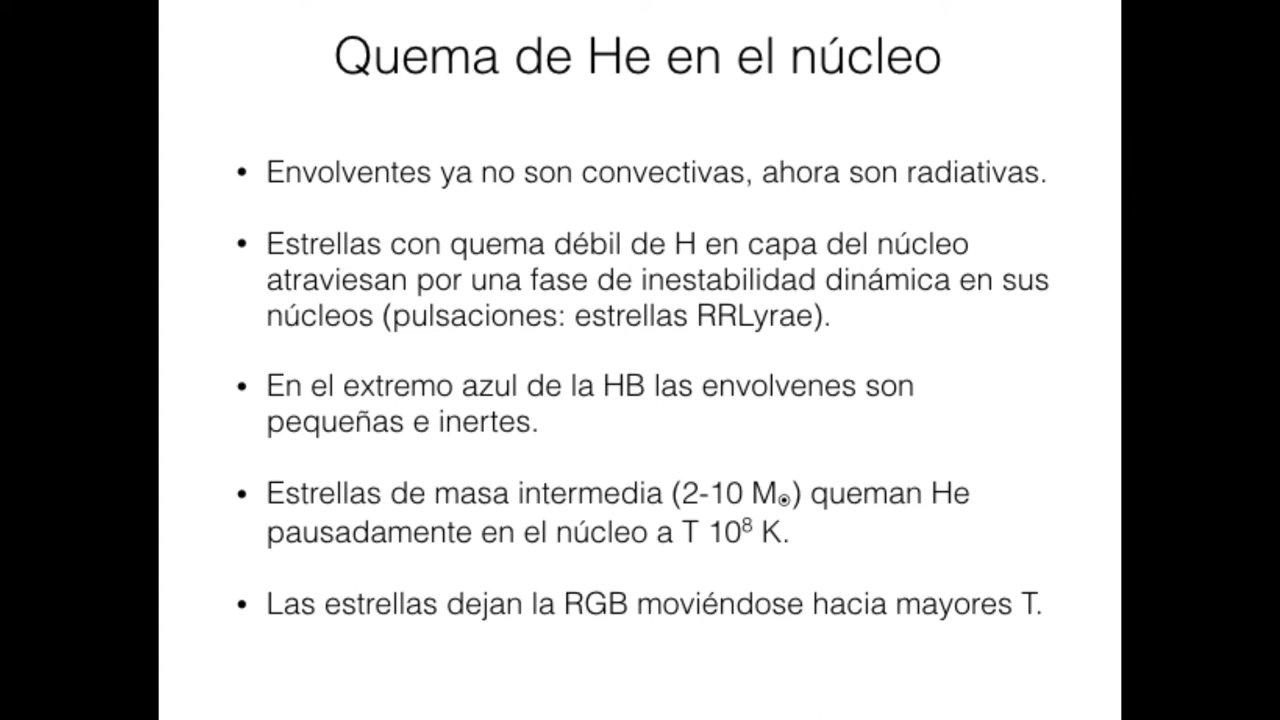 Quema de He en el núcleo
• Envolventes ya no son convectivas, ahora son radiativas.
• Estrellas con quema débil de H en capa del núcleo
atraviesan por una fase de inestabilidad dinámica en sus
núcleos (pulsaciones: estrellas RRLyrae).
• En el extremo azul de la HB las envolvenes son
pequeñas e inertes.
• Estrellas de masa intermedia (2-10 M⊙) queman He
pausadamente en el núcleo a T 10⁸ K.
• Las estrellas dejan la RGB moviéndose hacia mayores T.